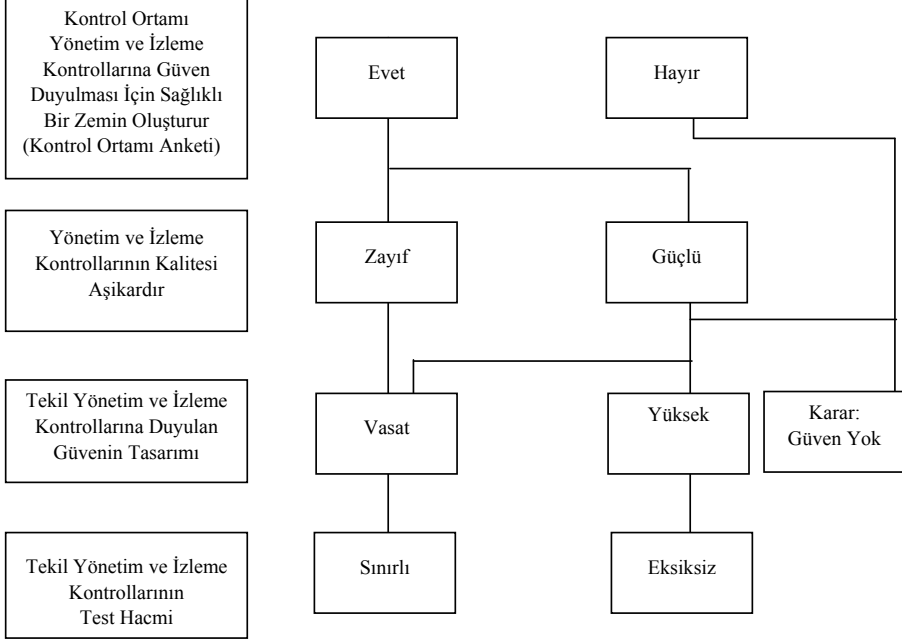 Kontrol Ortamı
Yönetim ve İzleme
Kontrollarına Güven
Duyulması İçin Sağlıklı
Bir Zemin Oluşturur
(Kontrol Ortamı Anketi)
Evet
Hayır
Yönetim ve İzleme
Kontrollarının Kalitesi
Aşikardır
Zayıf
Güçlü
Tekil Yönetim ve İzleme
Kontrollarına Duyulan
Güvenin Tasarımı
Vasat
Yüksek
Karar:
Güven Yok
Tekil Yönetim ve İzleme
Kontrollarının
Test Hacmi
Sınırlı
Eksiksiz